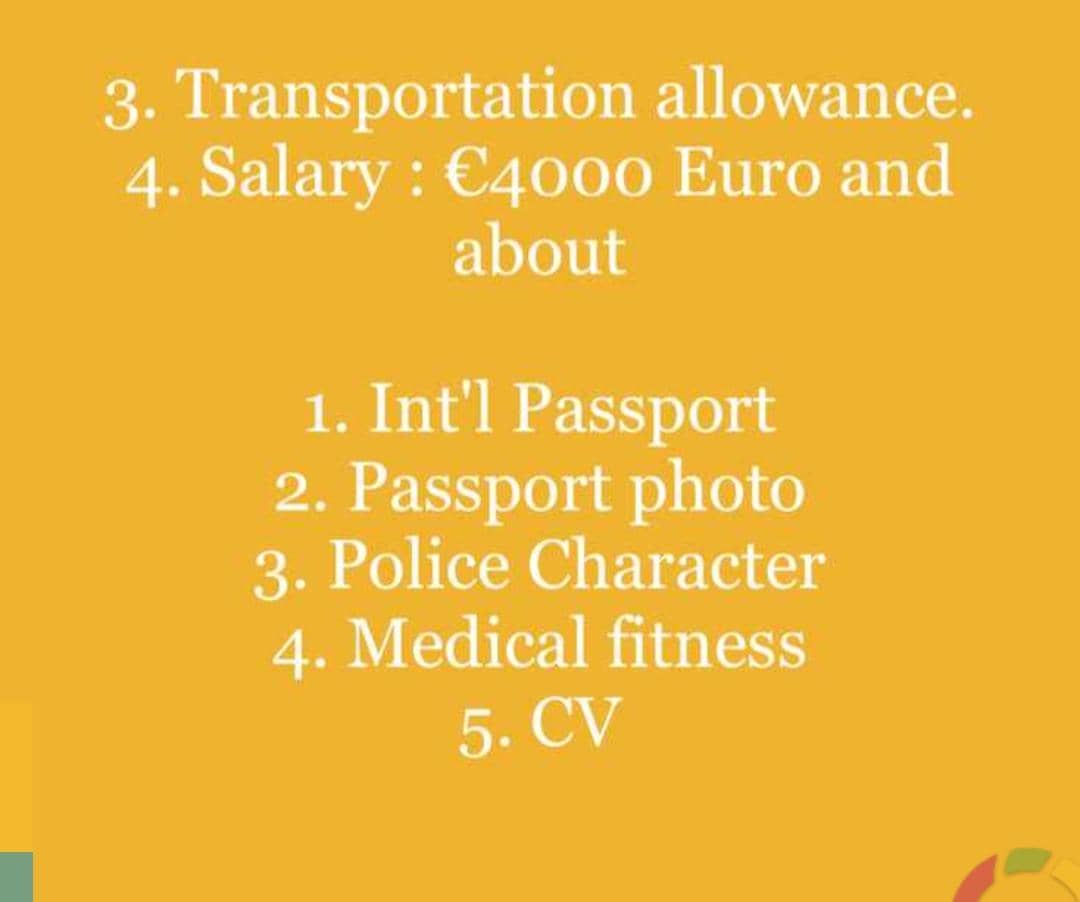 3. Transportation allowance.
4. Salary : €4000 Euro and
about
1. Int'l Passport
2. Passport photo
3. Police Character
4. Medical fitness
5. CV